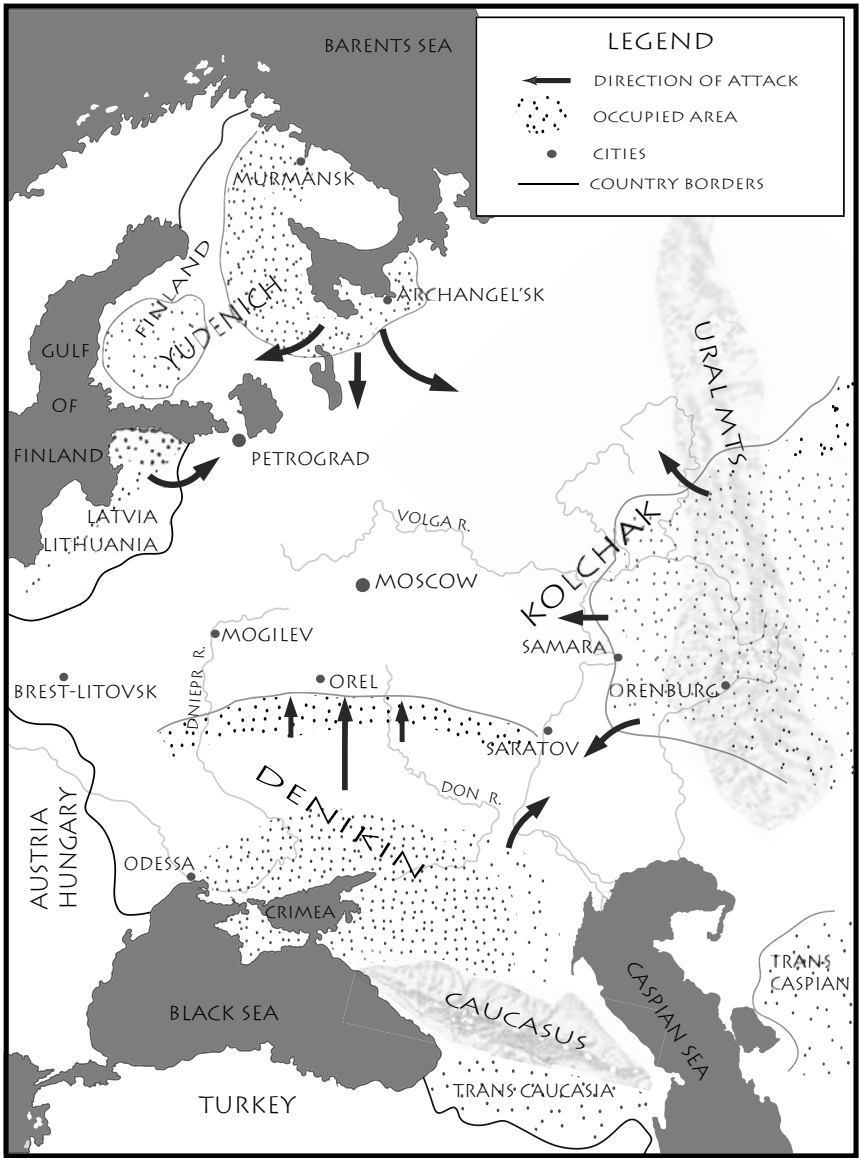 BARENTS SEA
LEGEND
DIRECTION OF ATTACK
OCCUPIED AREA
CITIES
COUNTRY BORDERS
MURMANSK
FINLAND
YUDENICH
ARCHANGEL'SK
GULF
OF
FINLAND
URAL MTS
PETROGRAD
LATVIA
LITHUANIA
VOLGA R.
KOLCHAK
MOSCOW
MOGILEV
SAMARA
DNIEPR R.
OREL
BREST-LITOVSK
ORENBURG
SARATOV
DENIKIN
DON R.
AUSTRIA
HUNGARY
ODESSA
CRIMEA
TRANS
CASPIAN
BLACK SEA
CAUCASUS
CASPIAN SEA
TRANS CAUCASIA
TURKEY